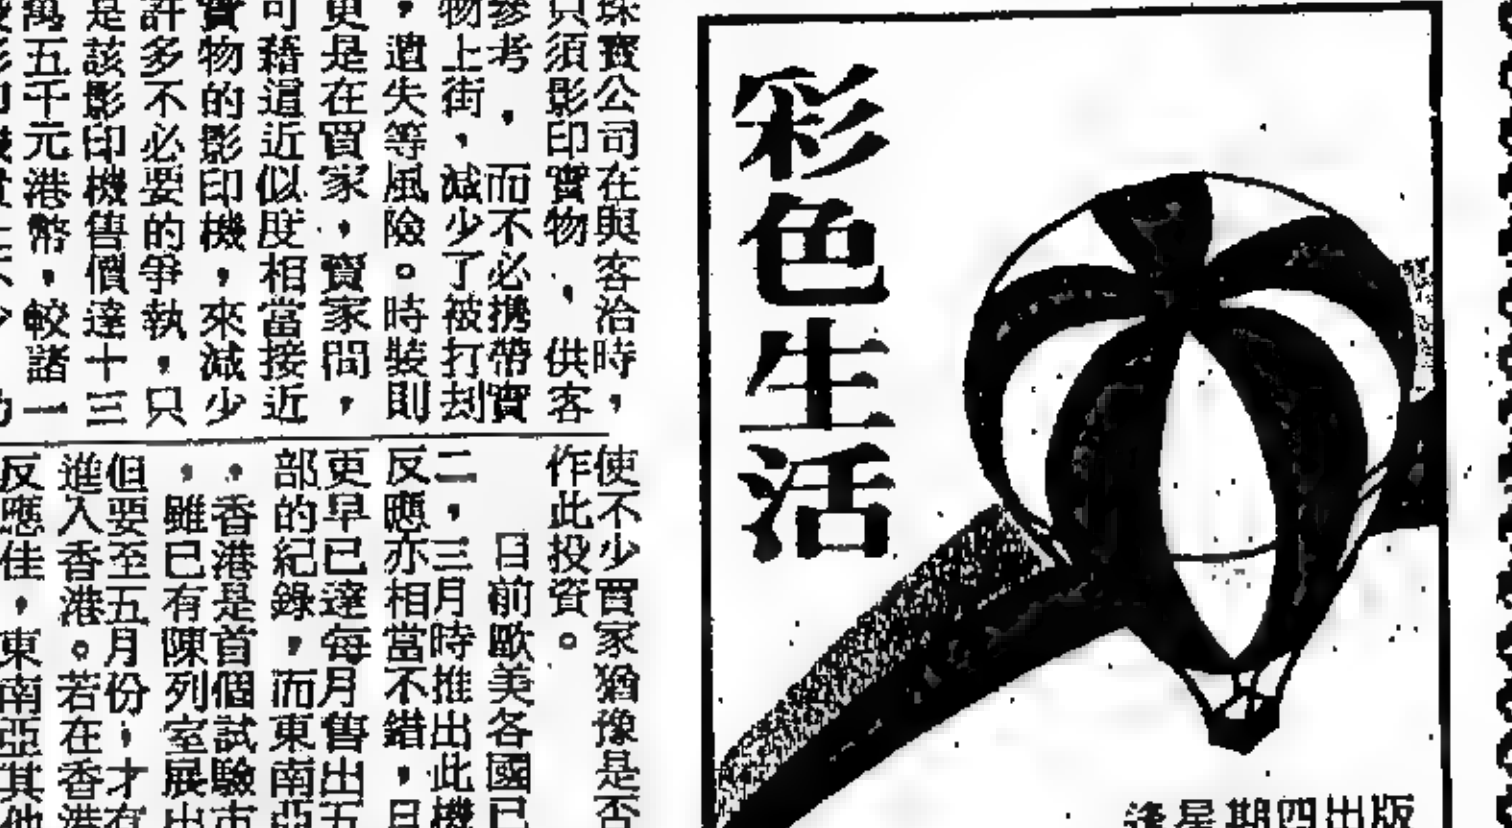 珠寶公司在與客洽時，
只須影印實物，供客
參考，而不必携帶實
物上街，減少了被打刦
，遺失等風險。時裝則
更是在買家，賣家間，
可藉這近似度相當接近
實物的影印機，來減少
許多不必要的爭執，只
是該影印機售價達十三
萬五千元港幣，較諸一
使不少買家猶豫是否
作此投資。
日前歐美各國已
二，三月時推出此機
反應亦相當不錯，日
更早已達每月售出五
部的紀錄，而東南亞
，香港是首個試驗市
，雖已有陳列室展出
但要至五月份，才有
進入香港。若在香港
反應佳，東南亞其他
彩色生活
逢星期四出版